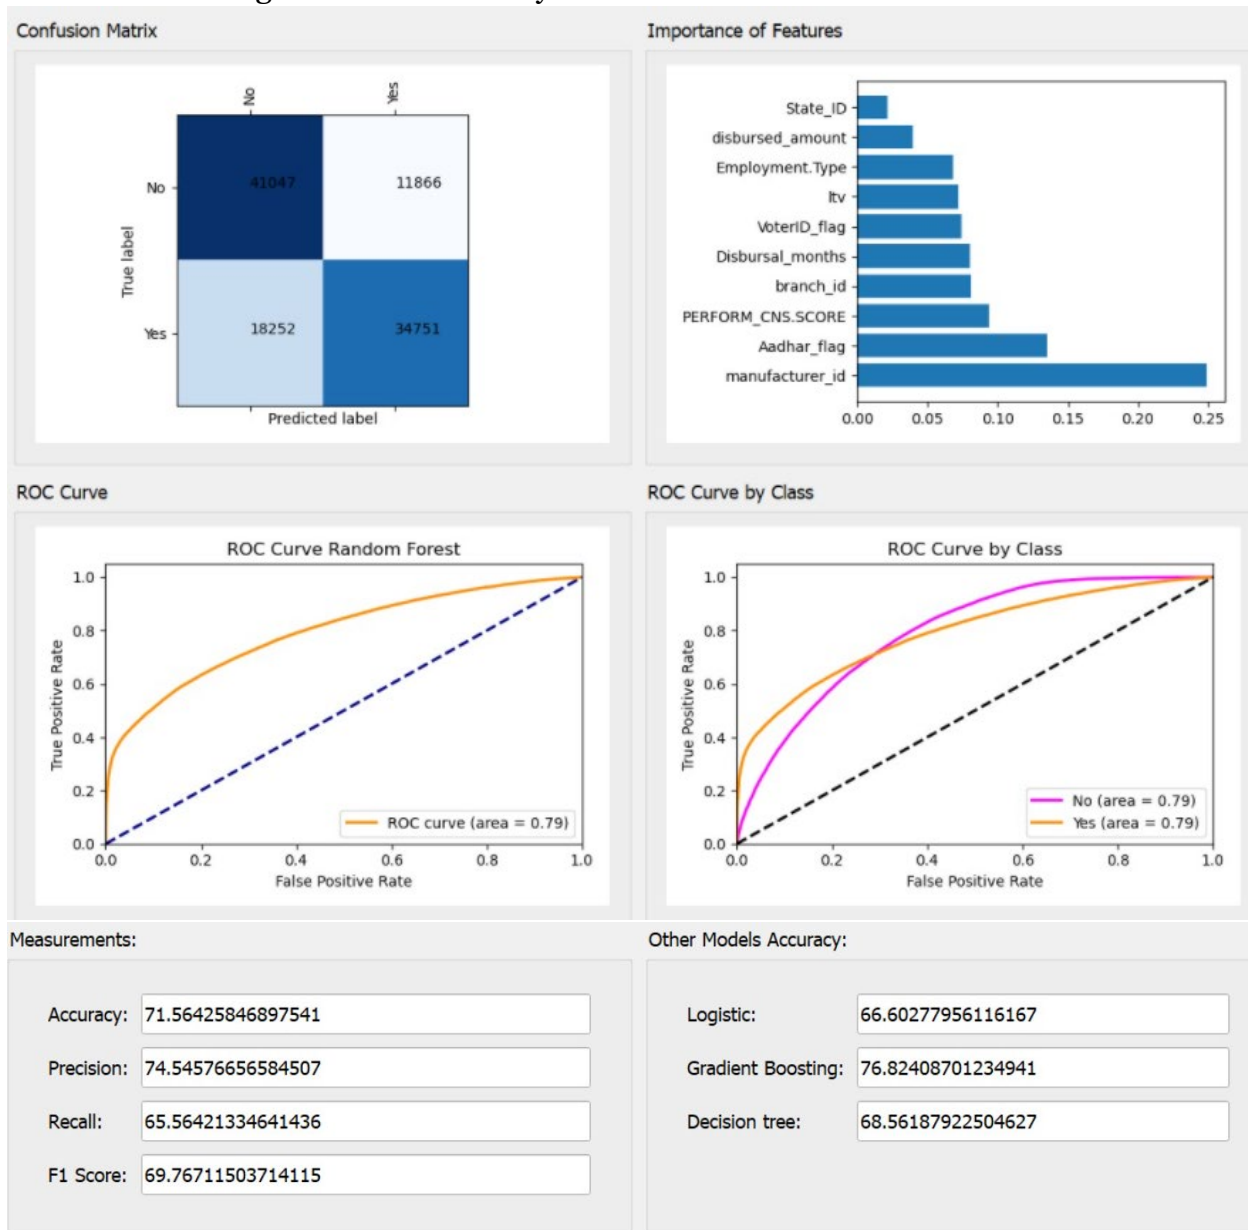 Confusion Matrix
No
Yes
True label
No
41047
11866
Yes
18252
34751
Predicted label
Importance of Features
State_ID
disbursed_amount
Employment.Type
ltv
VoterID_flag
Disbursal_months
branch_id
PERFORM_CNS.SCORE
Aadhar_flag
manufacturer_id
0.00 0.05 0.10 0.15 0.20 0.25
ROC Curve
ROC Curve Random Forest
True Positive Rate
1.0
0.8
0.6
0.4
0.2
0.0
ROC curve (area = 0.79)
0.0 0.2 0.4 0.6 0.8 1.0
False Positive Rate
ROC Curve by Class
ROC Curve by Class
True Positive Rate
1.0
0.8
0.6
0.4
0.2
0.0
No (area = 0.79)
Yes (area = 0.79)
0.0 0.2 0.4 0.6 0.8 1.0
False Positive Rate
Measurements:
Accuracy: 71.56425846897541
Precision: 74.54576656584507
Recall: 65.56421334641436
F1 Score: 69.76711503714115
Other Models Accuracy:
Logistic: 66.60277956116167
Gradient Boosting: 76.82408701234941
Decision tree: 68.56187922504627